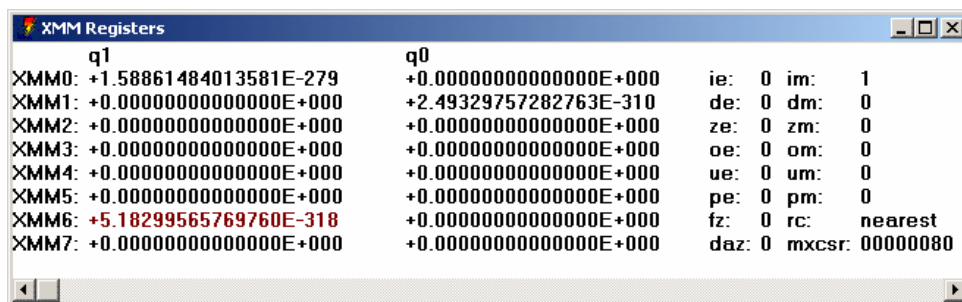 XMM Registers
q1 q0
XMM0: +1.58861484013581E-279 +0.00000000000000E+000 ie: 0 im: 1
XMM1: +0.00000000000000E+000 +2.49329757282763E-310 de: 0 dm: 0
XMM2: +0.00000000000000E+000 +0.00000000000000E+000 ze: 0 zm: 0
XMM3: +0.00000000000000E+000 +0.00000000000000E+000 oe: 0 om: 0
XMM4: +0.00000000000000E+000 +0.00000000000000E+000 ue: 0 um: 0
XMM5: +0.00000000000000E+000 +0.00000000000000E+000 pe: 0 pm: 0
XMM6: +5.18299565769760E-318 +0.00000000000000E+000 fz: 0 rc: nearest
XMM7: +0.00000000000000E+000 +0.00000000000000E+000 daz: 0 mxcsr: 00000080